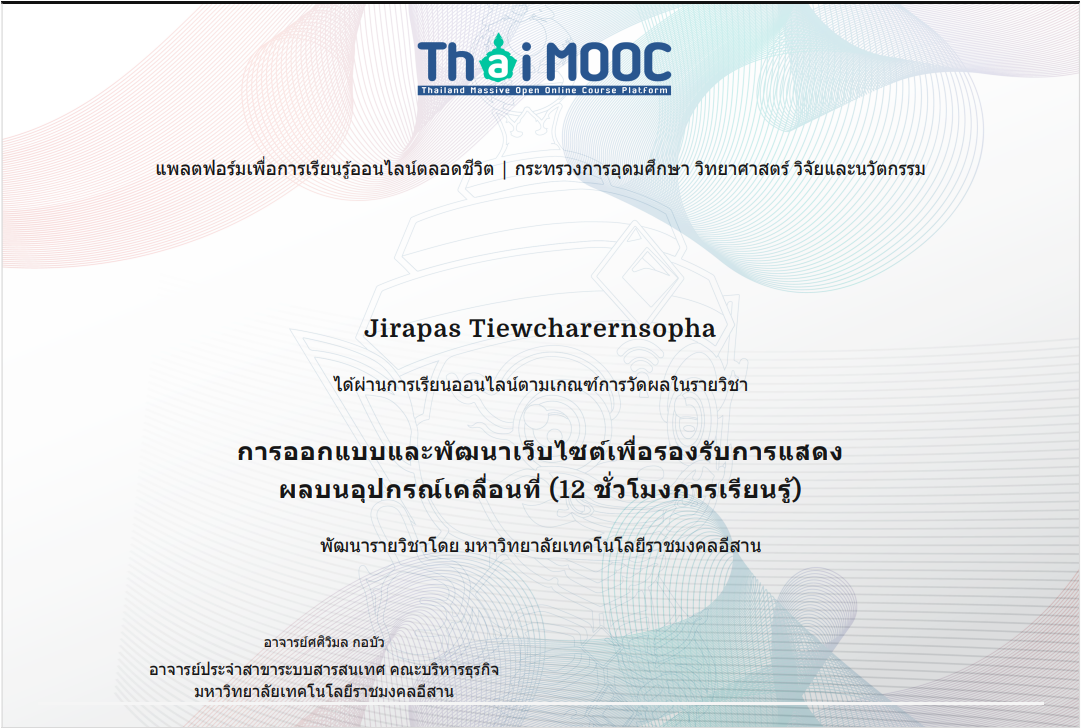 Thai MOOC
Thailand Massive Open Online Course Platform
แพลตฟอร์มเพื่อการเรียนรู้ออนไลน์ตลอดชีวิต | กระทรวงการอุดมศึกษา วิทยาศาสตร์ วิจัยและนวัตกรรม
Jirapas Tiewcharernsopha
ได้ผ่านการเรียนออนไลน์ตามเกณฑ์การวัดผลในรายวิชา
การออกแบบและพัฒนาเว็บไซต์เพื่อรองรับการแสดง
ผลบนอุปกรณ์เคลื่อนที่ (12 ชั่วโมงการเรียนรู้)
พัฒนารายวิชาโดย มหาวิทยาลัยเทคโนโลยีราชมงคลอีสาน
อาจารย์ศศิวิมล กอบัว
อาจารย์ประจำสาขาระบบสารสนเทศ คณะบริหารธุรกิจ
มหาวิทยาลัยเทคโนโลยีราชมงคลอีสาน